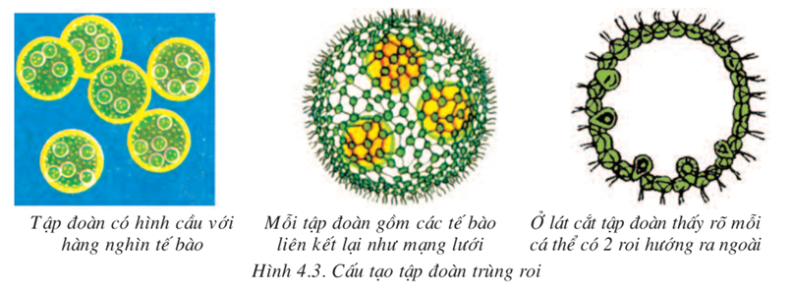 Tập đoàn có hình cầu với
hàng nghìn tế bào
Mỗi tập đoàn gồm các tế bào
liên kết lại như mạng lưới
Ở lát cắt tập đoàn thấy rõ mỗi
cá thể có 2 roi hướng ra ngoài
Hình 4.3. Cấu tạo tập đoàn trùng roi